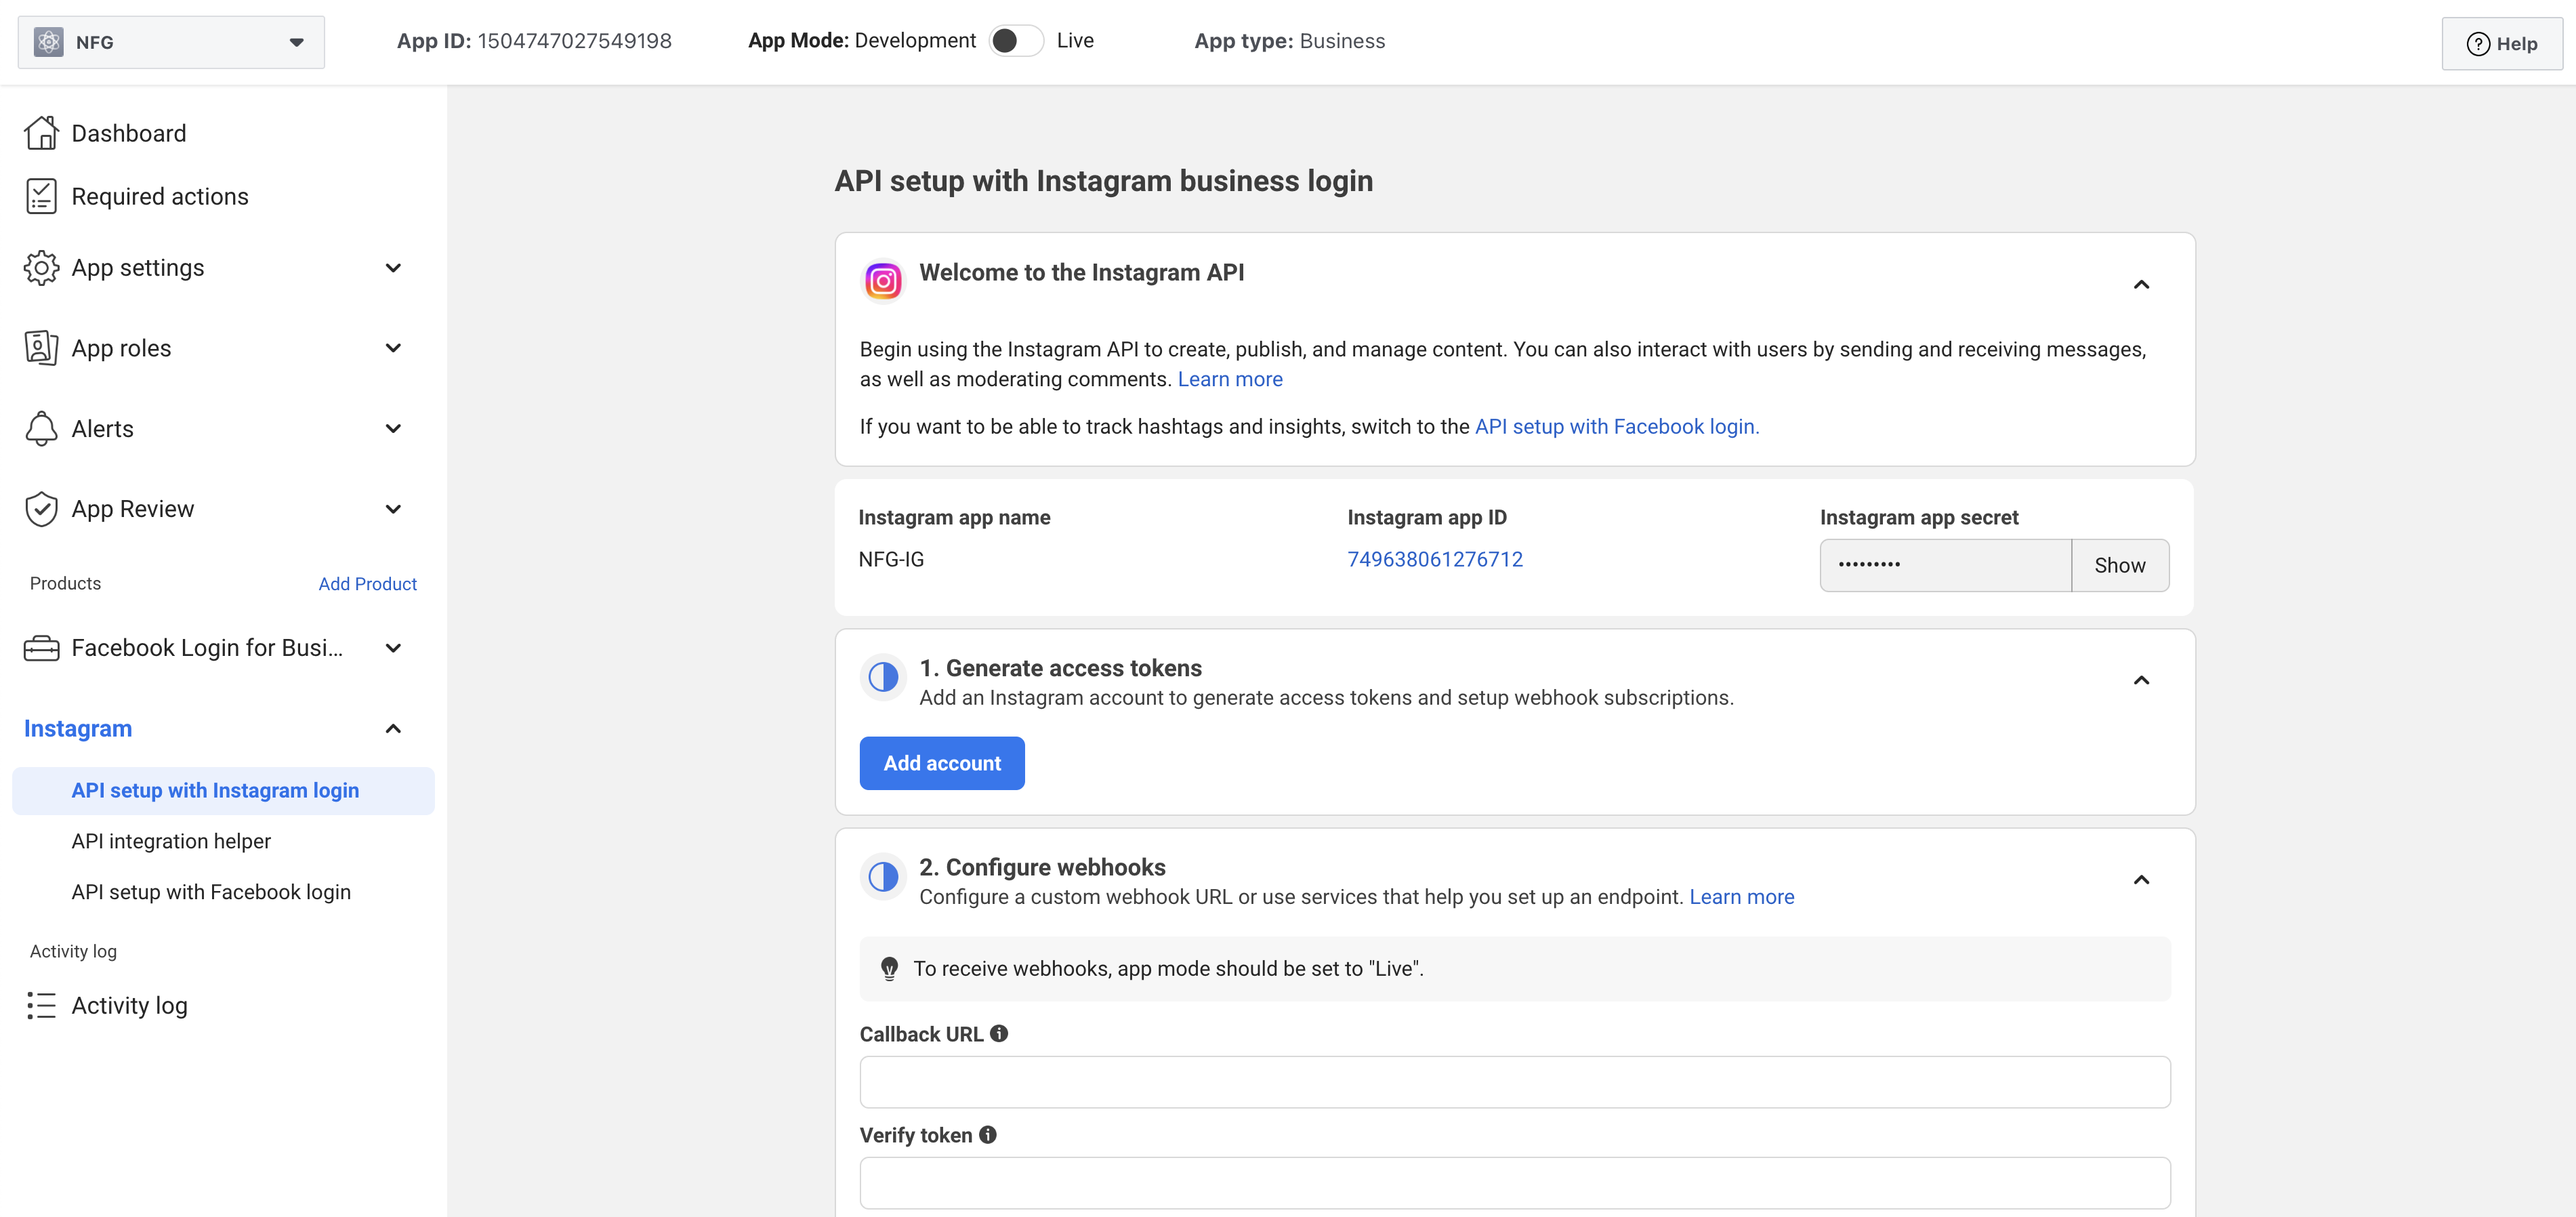 NFG
App ID: 1504747027549198
App Mode: Development Live
App type: Business
Help
Dashboard
Required actions
App settings
App roles
Alerts
App Review
Products
Add Product
Facebook Login for Busi...
Instagram
API setup with Instagram login
API integration helper
API setup with Facebook login
Activity log
Activity log
API setup with Instagram business login
Welcome to the Instagram API
Begin using the Instagram API to create, publish, and manage content. You can also interact with users by sending and receiving messages,
as well as moderating comments. Learn more
If you want to be able to track hashtags and insights, switch to the API setup with Facebook login.
Instagram app name
NFG-IG
Instagram app ID
749638061276712
Instagram app secret
•••••••••
Show
1. Generate access tokens
Add an Instagram account to generate access tokens and setup webhook subscriptions.
Add account
2. Configure webhooks
Configure a custom webhook URL or use services that help you set up an endpoint. Learn more
To receive webhooks, app mode should be set to "Live".
Callback URL
Verify token